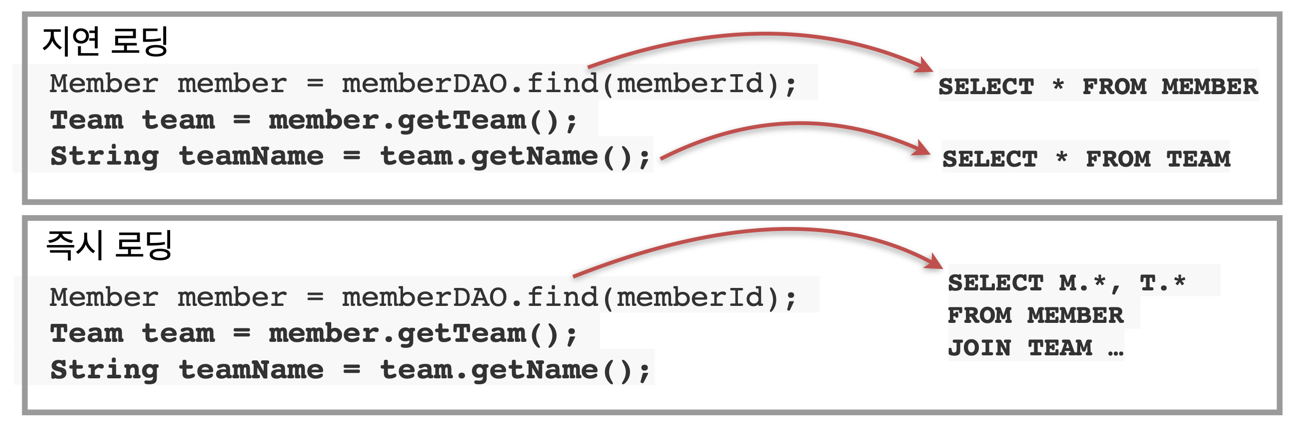 지연 로딩
Member member = memberDAO.find(memberId);
SELECT * FROM MEMBER
Team team = member.getTeam();
String teamName = team.getName();
SELECT * FROM TEAM
즉시 로딩
Member member = memberDAO.find(memberId);
Team team = member.getTeam();
String teamName = team.getName();
SELECT M.*, T.*
FROM MEMBER
JOIN TEAM …